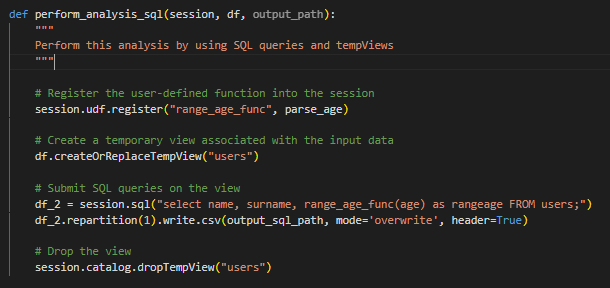 def perform_analysis_sql(session, df, output_path):
    """
    Perform this analysis by using SQL queries and tempViews
    """
    # Register the user-defined function into the session
    session.udf.register("range_age_func", parse_age)
    # Create a temporary view associated with the input data
    df.createOrReplaceTempView("users")
    # Submit SQL queries on the view
    df_2 = session.sql("select name, surname, range_age_func(age) as rangeage FROM users;")
    df_2.repartition(1).write.csv(output_sql_path, mode='overwrite', header=True)
    # Drop the view
    session.catalog.dropTempView("users")